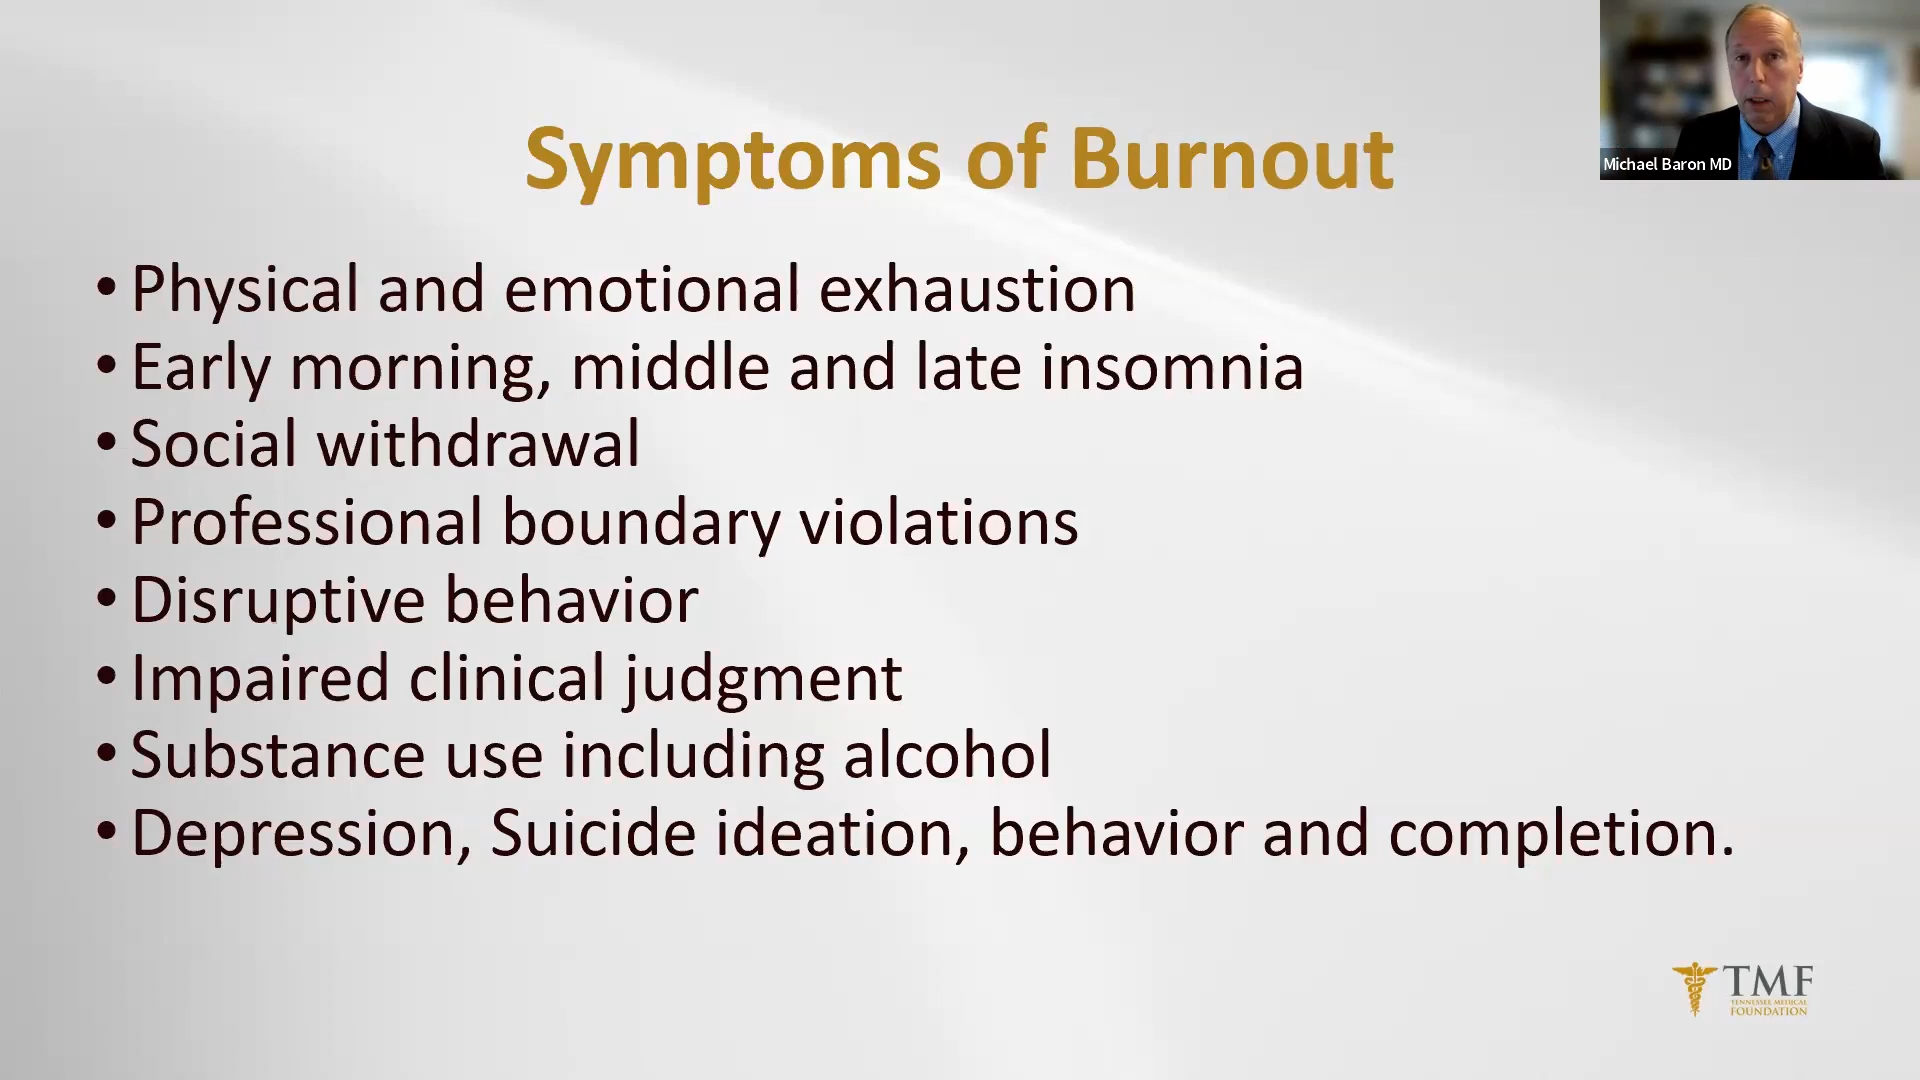 Symptoms of Burnout
Michael Baron MD
• Physical and emotional exhaustion
• Early morning, middle and late insomnia
• Social withdrawal
• Professional boundary violations
• Disruptive behavior
• Impaired clinical judgment
• Substance use including alcohol
• Depression, Suicide ideation, behavior and completion.
TMF
TENNESSEE MEDICAL
FOUNDATION